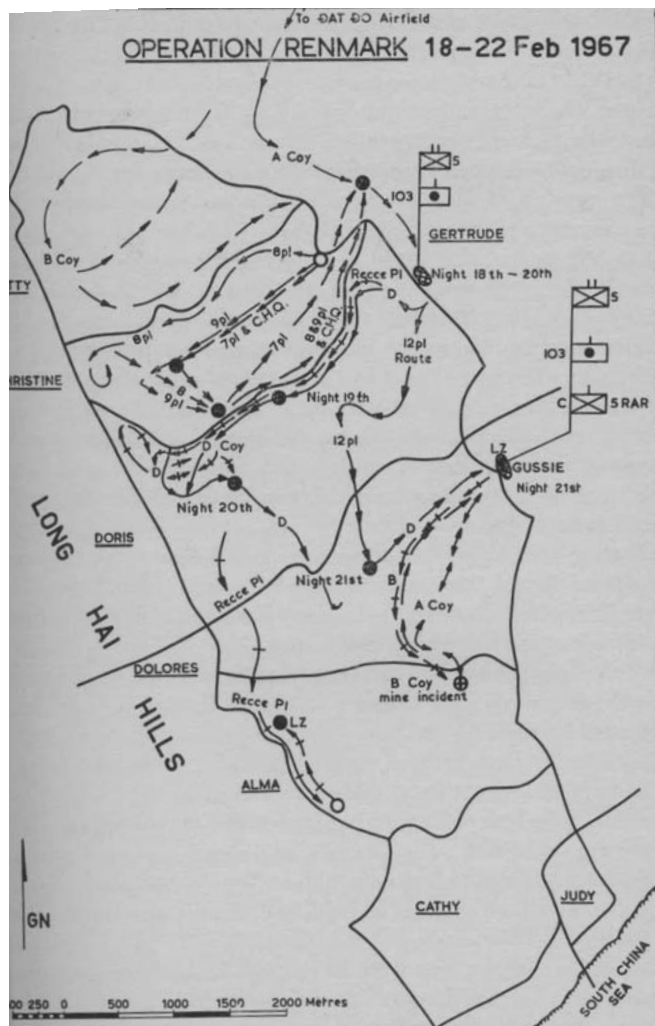 To DAT DO Airfield
OPERATION RENMARK 18-22 Feb 1967
A Coy
5
103
GERTRUDE
B Coy
8pl
Recce Pl
Night 18th - 20th
TTY
D
5
9pl
7pl & C.H.Q.
8pl
7pl
8&9pl
& C.H.Q.
12pl
Route
103
HRISTINE
8
9pl
Night 19th
C
5 RAR
D Coy
12pl
LZ
GUSSIE
D
Night 21st
Night 20th
D
D
LONG
DORIS
Night 21st
B
Recce Pl
A Coy
HAI
DOLORES
B Coy
mine incident
Recce Pl
HILLS
LZ
ALMA
CATHY
JUDY
GN
SOUTH CHINA
SEA
00 250 0 500 1000 1500 2000 Metres